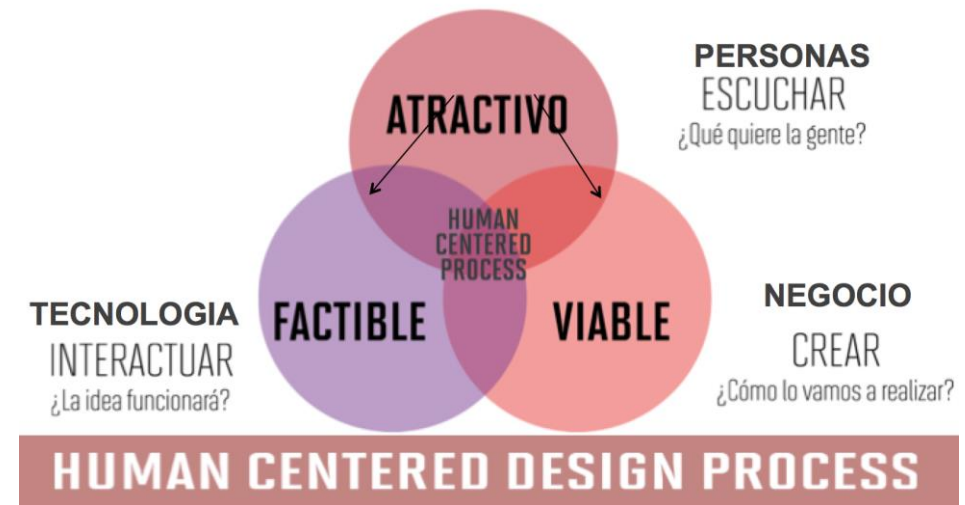 PERSONAS
ESCUCHAR
¿Qué quiere la gente?
ATRACTIVO
HUMAN
CENTERED
PROCESS
TECNOLOGIA
INTERACTUAR
¿La idea funcionará?
FACTIBLE
VIABLE
NEGOCIO
CREAR
¿Cómo lo vamos a realizar?
HUMAN CENTERED DESIGN PROCESS